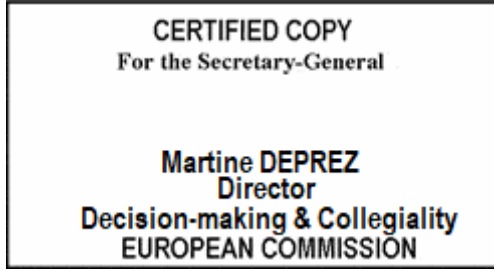 CERTIFIED COPY
For the Secretary-General
Martine DEPREZ
Director
Decision-making & Collegiality
EUROPEAN COMMISSION